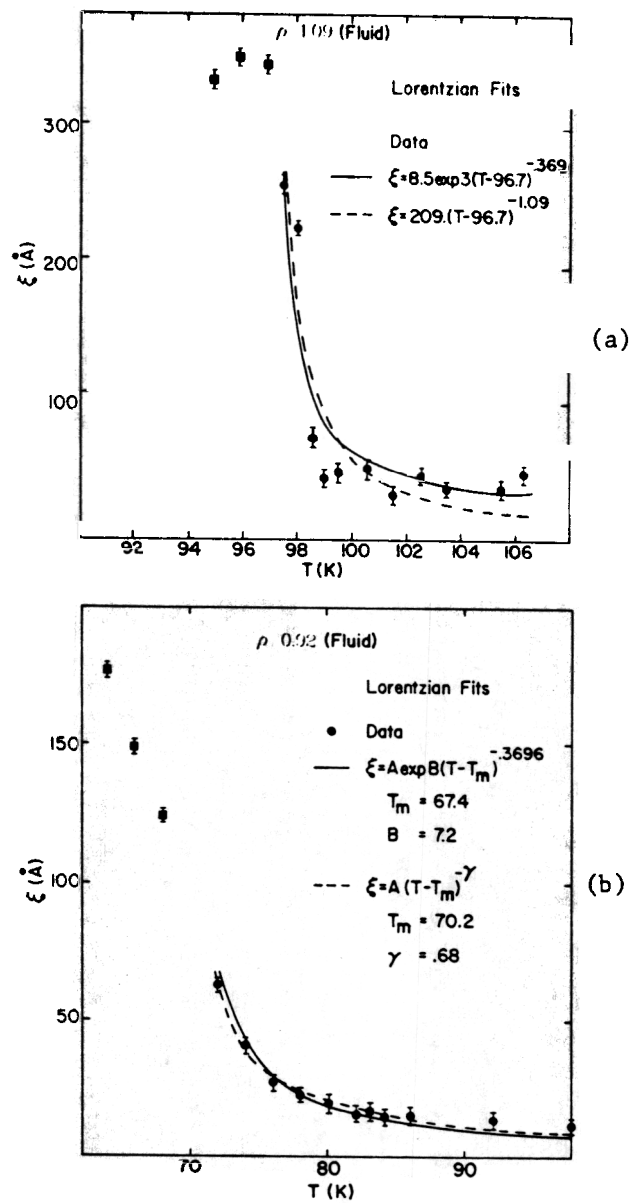 ρ 1.09 (Fluid)
Lorentzian Fits
Data
ξ=8.5exp3(T-96.7)^-.369
ξ=209.(T-96.7)^-1.09
300
200
100
ξ(Å)
92 94 96 98 100 102 104 106
T(K)
(a)
ρ 0.92 (Fluid)
Lorentzian Fits
Data
ξ=AexpB(T-Tm)^-.3696
Tm = 67.4
B = 7.2
ξ=A(T-Tm)^-γ
Tm = 70.2
γ = .68
150
100
50
ξ(Å)
70 80 90
T(K)
(b)